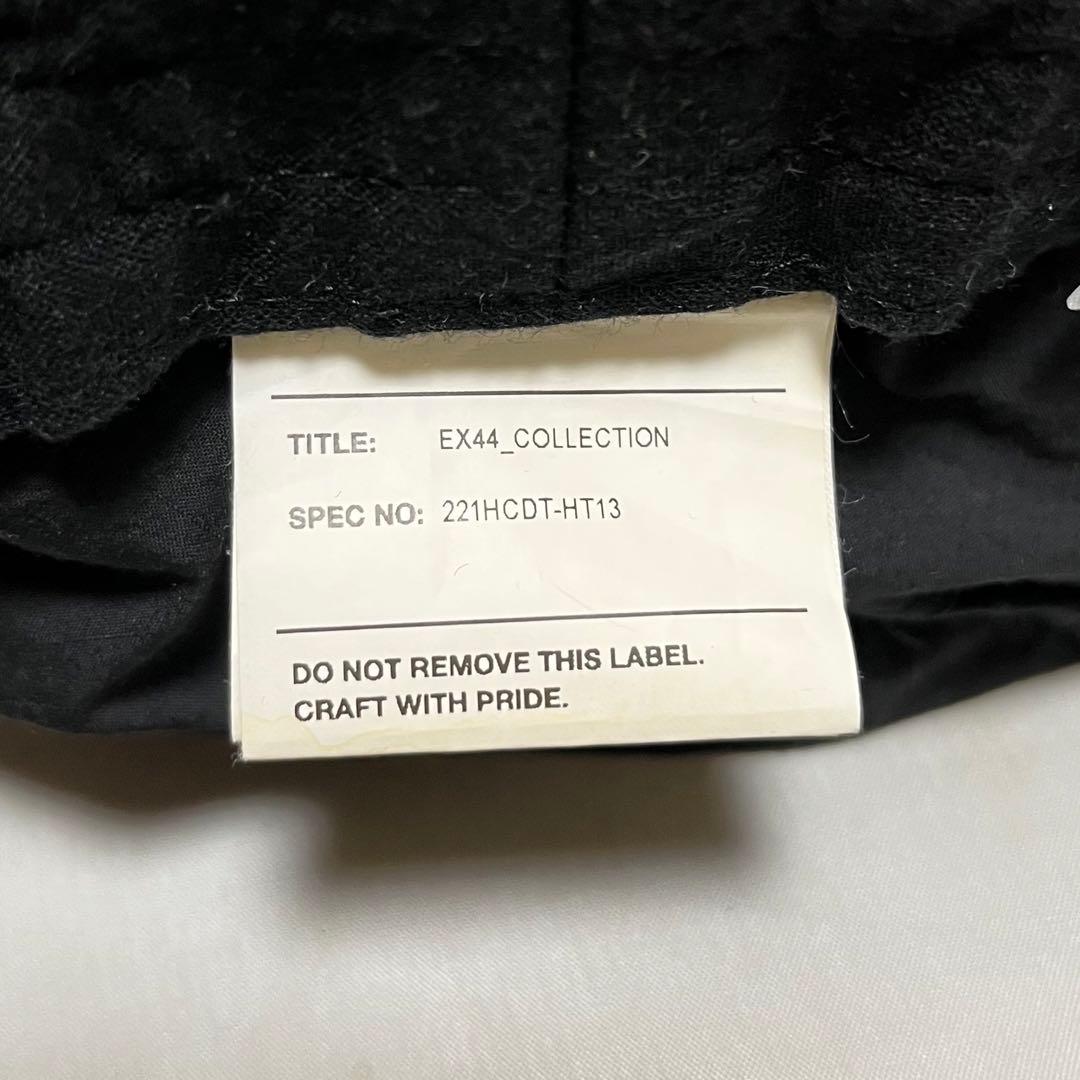 TITLE: EX44_COLLECTION
SPEC NO: 221HCDT-HT13
DO NOT REMOVE THIS LABEL.
CRAFT WITH PRIDE.